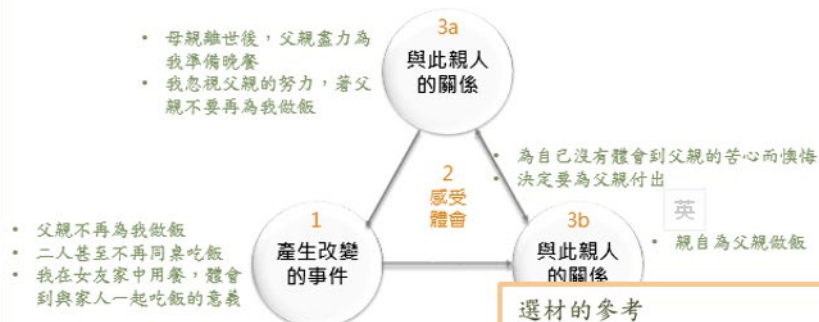 3a
與此親人
的關係
• 母親離世後，父親盡力為
我準備晚餐
• 我忽視父親的努力，著父
親不要再為我做飯
2
感受
體會
• 為自己沒有體會到父親的苦心而懊悔
• 決定要為父親付出
英
1
產生改變
的事件
• 父親不再為我做飯
• 二人甚至不再同桌吃飯
• 我在女友家中用餐，體會
到與家人一起吃飯的意義
3b
與此親人
的關係
• 親自為父親做飯
選材的參考